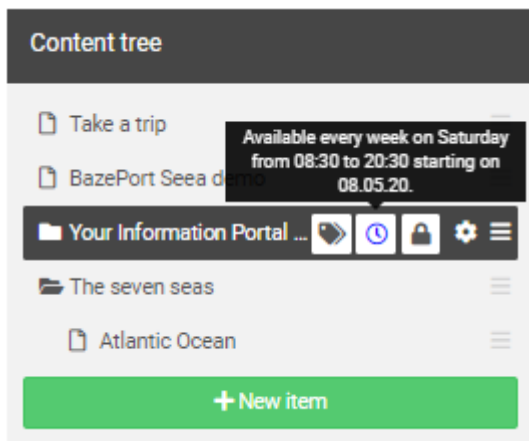 Content tree
Take a trip
Available every week on Saturday
from 08:30 to 20:30 starting on
08.05.20.
BazePort Seea demo
Your Information Portal ...
The seven seas
Atlantic Ocean
New item